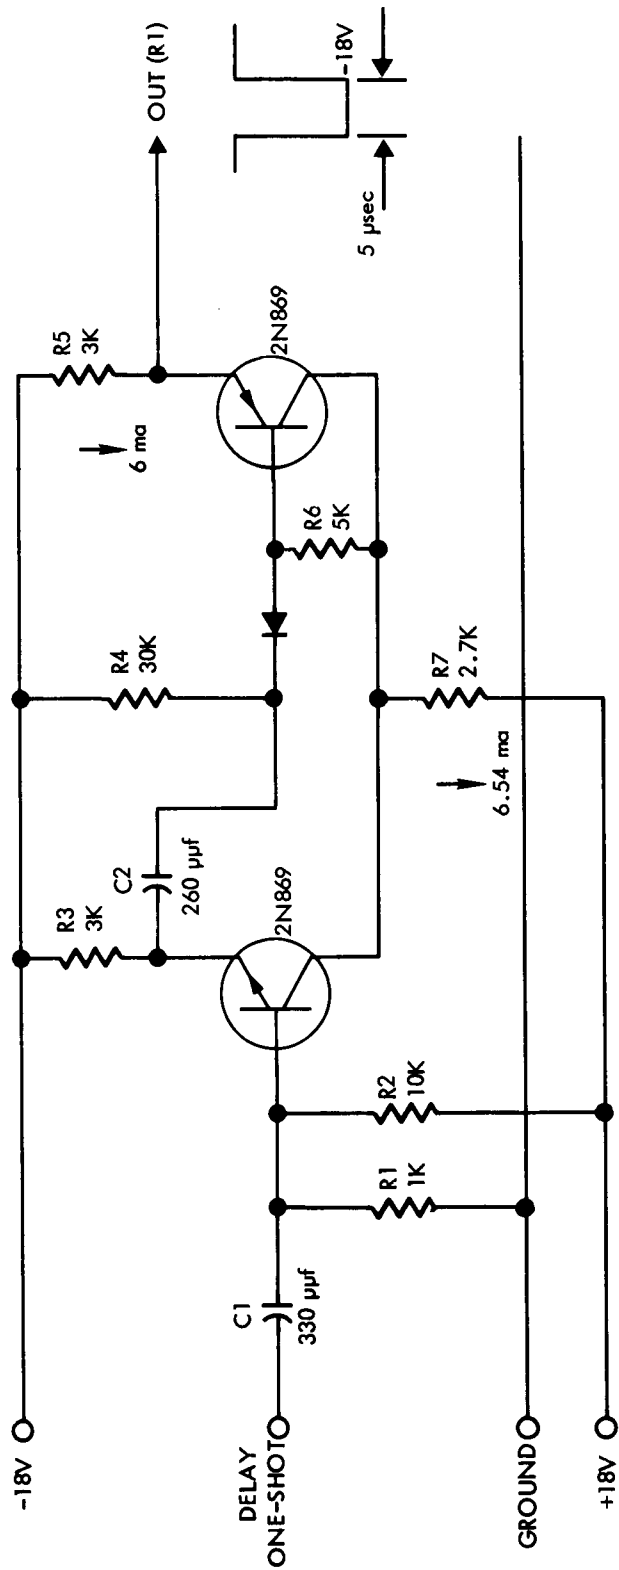 -18V
DELAY
ONE-SHOT
GROUND
+18V
C1
330 μμf
R1
1K
R2
10K
R3
3K
C2
260 μμf
2N869
R4
30K
R7
2.7K
6.54 ma
R6
5K
R5
3K
6 ma
2N869
OUT (R1)
-18V
5 μsec